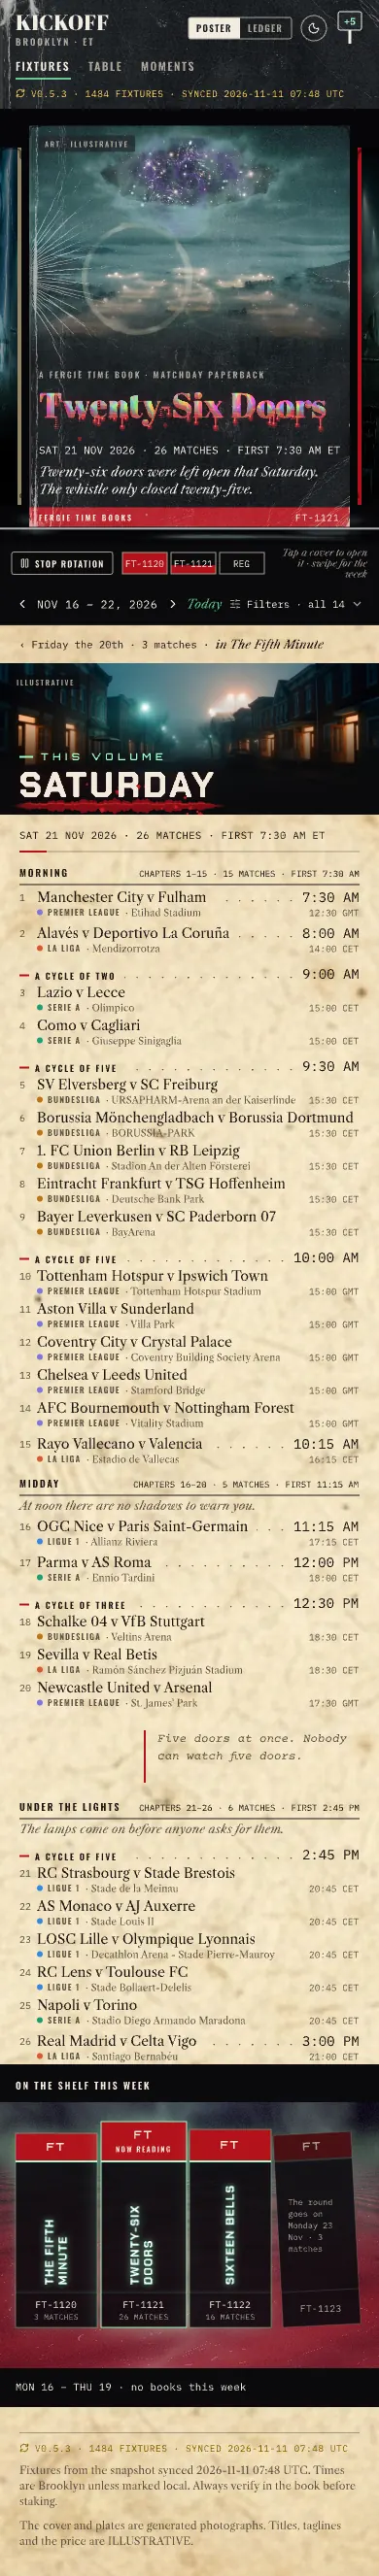 KICKOFF
BROOKLYN · ET
POSTER LEDGER
+5
FIXTURES TABLE MOMENTS
V0.5.3 · 1484 FIXTURES · SYNCED 2026-11-11 07:48 UTC
ART · ILLUSTRATIVE
A FERGIE TIME BOOK · MATCHDAY PAPERBACK
Twenty-Six Doors
SAT 21 NOV 2026 · 26 MATCHES · FIRST 7:30 AM ET
Twenty-six doors were left open that Saturday.
The whistle only closed twenty-five.
FERGIE TIME BOOKS FT-1121
STOP ROTATION FT-1120 FT-1121 REG
Tap a cover to open
it · swipe for the
week
‹ NOV 16 – 22, 2026 › Today Filters · all 14
‹ Friday the 20th · 3 matches · in The Fifth Minute
ILLUSTRATIVE
THIS VOLUME
SATURDAY
SAT 21 NOV 2026 · 26 MATCHES · FIRST 7:30 AM ET
MORNING CHAPTERS 1–15 · 15 MATCHES · FIRST 7:30 AM
1 Manchester City v Fulham 7:30 AM
PREMIER LEAGUE · Etihad Stadium 12:30 GMT
2 Alavés v Deportivo La Coruña 8:00 AM
LA LIGA · Mendizorrotza 14:00 CET
A CYCLE OF TWO 9:00 AM
3 Lazio v Lecce
SERIE A · Olimpico 15:00 CET
4 Como v Cagliari
SERIE A · Giuseppe Sinigaglia 15:00 CET
A CYCLE OF FIVE 9:30 AM
5 SV Elversberg v SC Freiburg
BUNDESLIGA · URSAPHARM-Arena an der Kaiserlinde 15:30 CET
6 Borussia Mönchengladbach v Borussia Dortmund
BUNDESLIGA · BORUSSIA-PARK 15:30 CET
7 1. FC Union Berlin v RB Leipzig
BUNDESLIGA · Stadion An der Alten Försterei 15:30 CET
8 Eintracht Frankfurt v TSG Hoffenheim
BUNDESLIGA · Deutsche Bank Park 15:30 CET
9 Bayer Leverkusen v SC Paderborn 07
BUNDESLIGA · BayArena 15:30 CET
A CYCLE OF FIVE 10:00 AM
10 Tottenham Hotspur v Ipswich Town
PREMIER LEAGUE · Tottenham Hotspur Stadium 15:00 GMT
11 Aston Villa v Sunderland
PREMIER LEAGUE · Villa Park 15:00 GMT
12 Coventry City v Crystal Palace
PREMIER LEAGUE · Coventry Building Society Arena 15:00 GMT
13 Chelsea v Leeds United
PREMIER LEAGUE · Stamford Bridge 15:00 GMT
14 AFC Bournemouth v Nottingham Forest
PREMIER LEAGUE · Vitality Stadium 15:00 GMT
15 Rayo Vallecano v Valencia 10:15 AM
LA LIGA · Estadio de Vallecas 16:15 CET
MIDDAY CHAPTERS 16–20 · 5 MATCHES · FIRST 11:15 AM
At noon there are no shadows to warn you.
16 OGC Nice v Paris Saint-Germain 11:15 AM
LIGUE 1 · Allianz Riviera 17:15 CET
17 Parma v AS Roma 12:00 PM
SERIE A · Ennio Tardini 18:00 CET
A CYCLE OF THREE 12:30 PM
18 Schalke 04 v VfB Stuttgart
BUNDESLIGA · Veltins Arena 18:30 CET
19 Sevilla v Real Betis
LA LIGA · Ramón Sánchez Pizjuán Stadium 18:30 CET
20 Newcastle United v Arsenal
PREMIER LEAGUE · St. James' Park 17:30 GMT
Five doors at once. Nobody
can watch five doors.
UNDER THE LIGHTS CHAPTERS 21–26 · 6 MATCHES · FIRST 2:45 PM
The lamps come on before anyone asks for them.
A CYCLE OF FIVE 2:45 PM
21 RC Strasbourg v Stade Brestois
LIGUE 1 · Stade de la Meinau 20:45 CET
22 AS Monaco v AJ Auxerre
LIGUE 1 · Stade Louis II 20:45 CET
23 LOSC Lille v Olympique Lyonnais
LIGUE 1 · Decathlon Arena - Stade Pierre-Mauroy 20:45 CET
24 RC Lens v Toulouse FC
LIGUE 1 · Stade Bollaert-Delelis 20:45 CET
25 Napoli v Torino
SERIE A · Stadio Diego Armando Maradona 20:45 CET
26 Real Madrid v Celta Vigo 3:00 PM
LA LIGA · Santiago Bernabéu 21:00 CET
ON THE SHELF THIS WEEK
FT
THE FIFTH
MINUTE
FT-1120
3 MATCHES
FT
NOW READING
TWENTY-SIX
DOORS
FT-1121
26 MATCHES
FT
SIXTEEN BELLS
FT-1122
16 MATCHES
FT
The round
goes on
Monday 23
Nov · 3
matches
FT-1123
MON 16 – THU 19 · no books this week
V0.5.3 · 1484 FIXTURES · SYNCED 2026-11-11 07:48 UTC
Fixtures from the snapshot synced 2026-11-11 07:48 UTC. Times
are Brooklyn unless marked local. Always verify in the book before
staking.
The cover and plates are generated photographs. Titles, taglines
and the price are ILLUSTRATIVE.